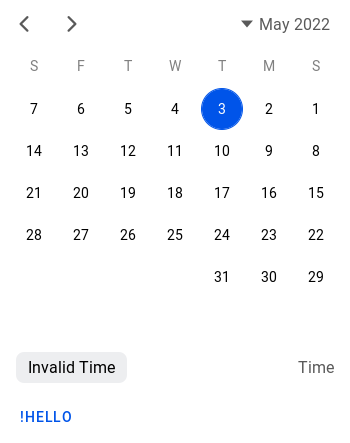 May 2022
S F T W T M S
7 6 5 4 3 2 1
14 13 12 11 10 9 8
21 20 19 18 17 16 15
28 27 26 25 24 23 22
31 30 29
Invalid Time Time
!HELLO